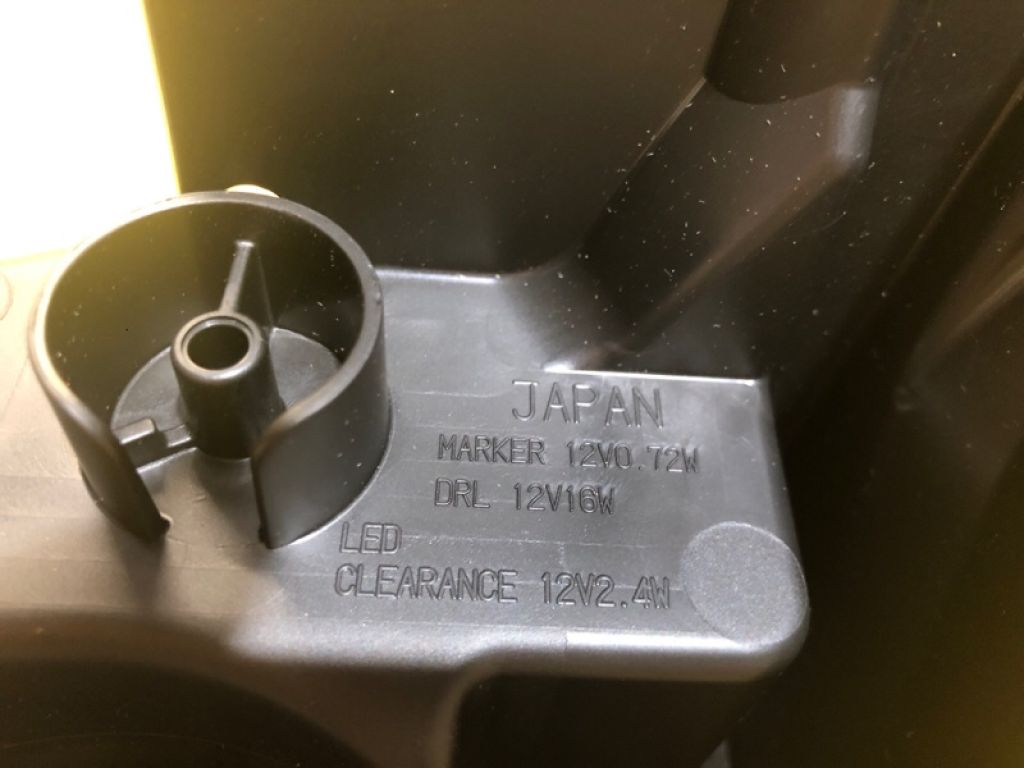 JAPAN
MARKER 12V0.72W
DRL 12V16W
LED
CLEARANCE 12V2.4W